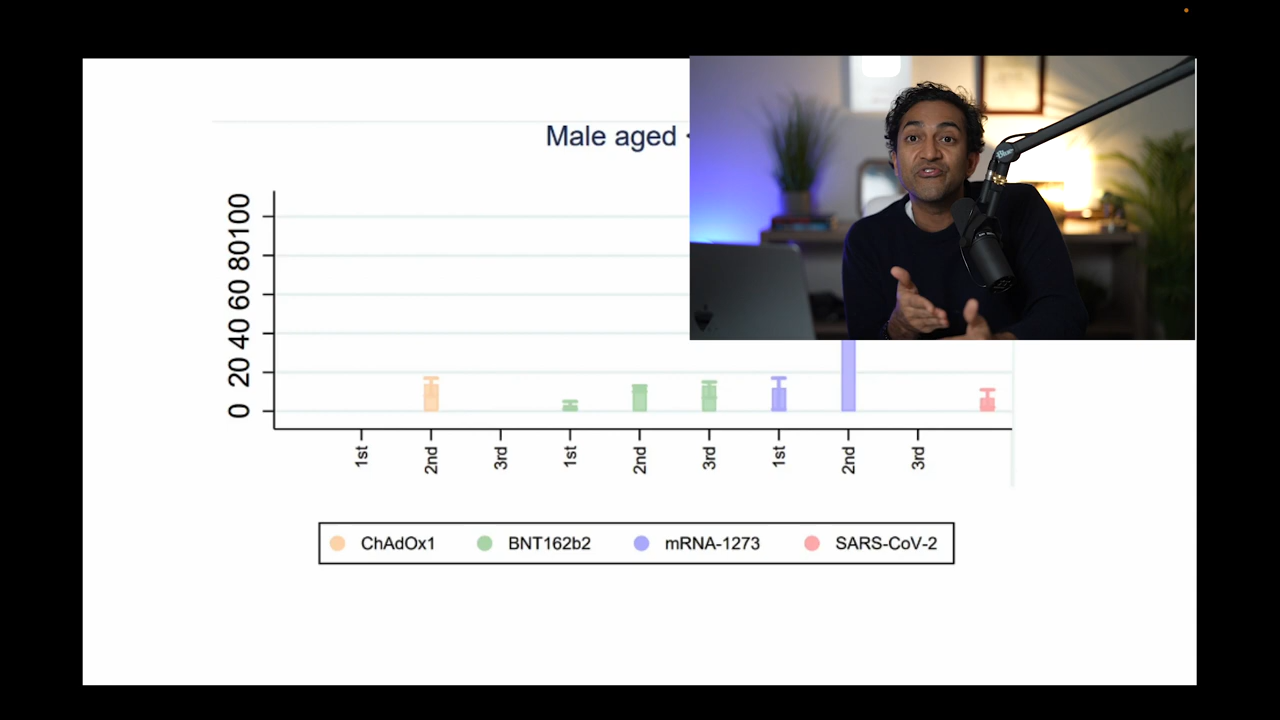 Male aged
100
80
60
40
20
0
1st 2nd 3rd 1st 2nd 3rd 1st 2nd 3rd
ChAdOx1 BNT162b2 mRNA-1273 SARS-CoV-2